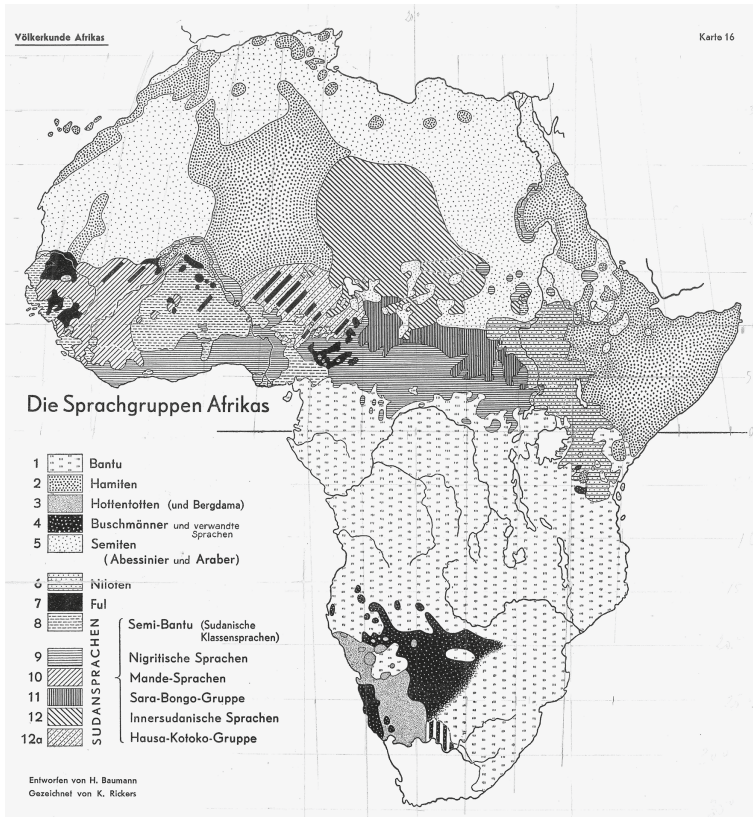 Völkerkunde Afrikas
Karte 16
20°
5
0
Die Sprachgruppen Afrikas
1 Bantu
2 Hamiten
3 Hottentotten (und Bergdama)
4 Buschmänner und verwandte
Sprachen
5 Semiten
(Abessinier und Araber)
6 Niloten
7 Ful
SUDANSPRACHEN
8 Semi-Bantu (Sudanische
Klassensprachen)
9 Nigritische Sprachen
10 Mande-Sprachen
11 Sara-Bongo-Gruppe
12 Innersudanische Sprachen
12a Hausa-Kotoko-Gruppe
Entworfen von H. Baumann
Gezeichnet von K. Rickers